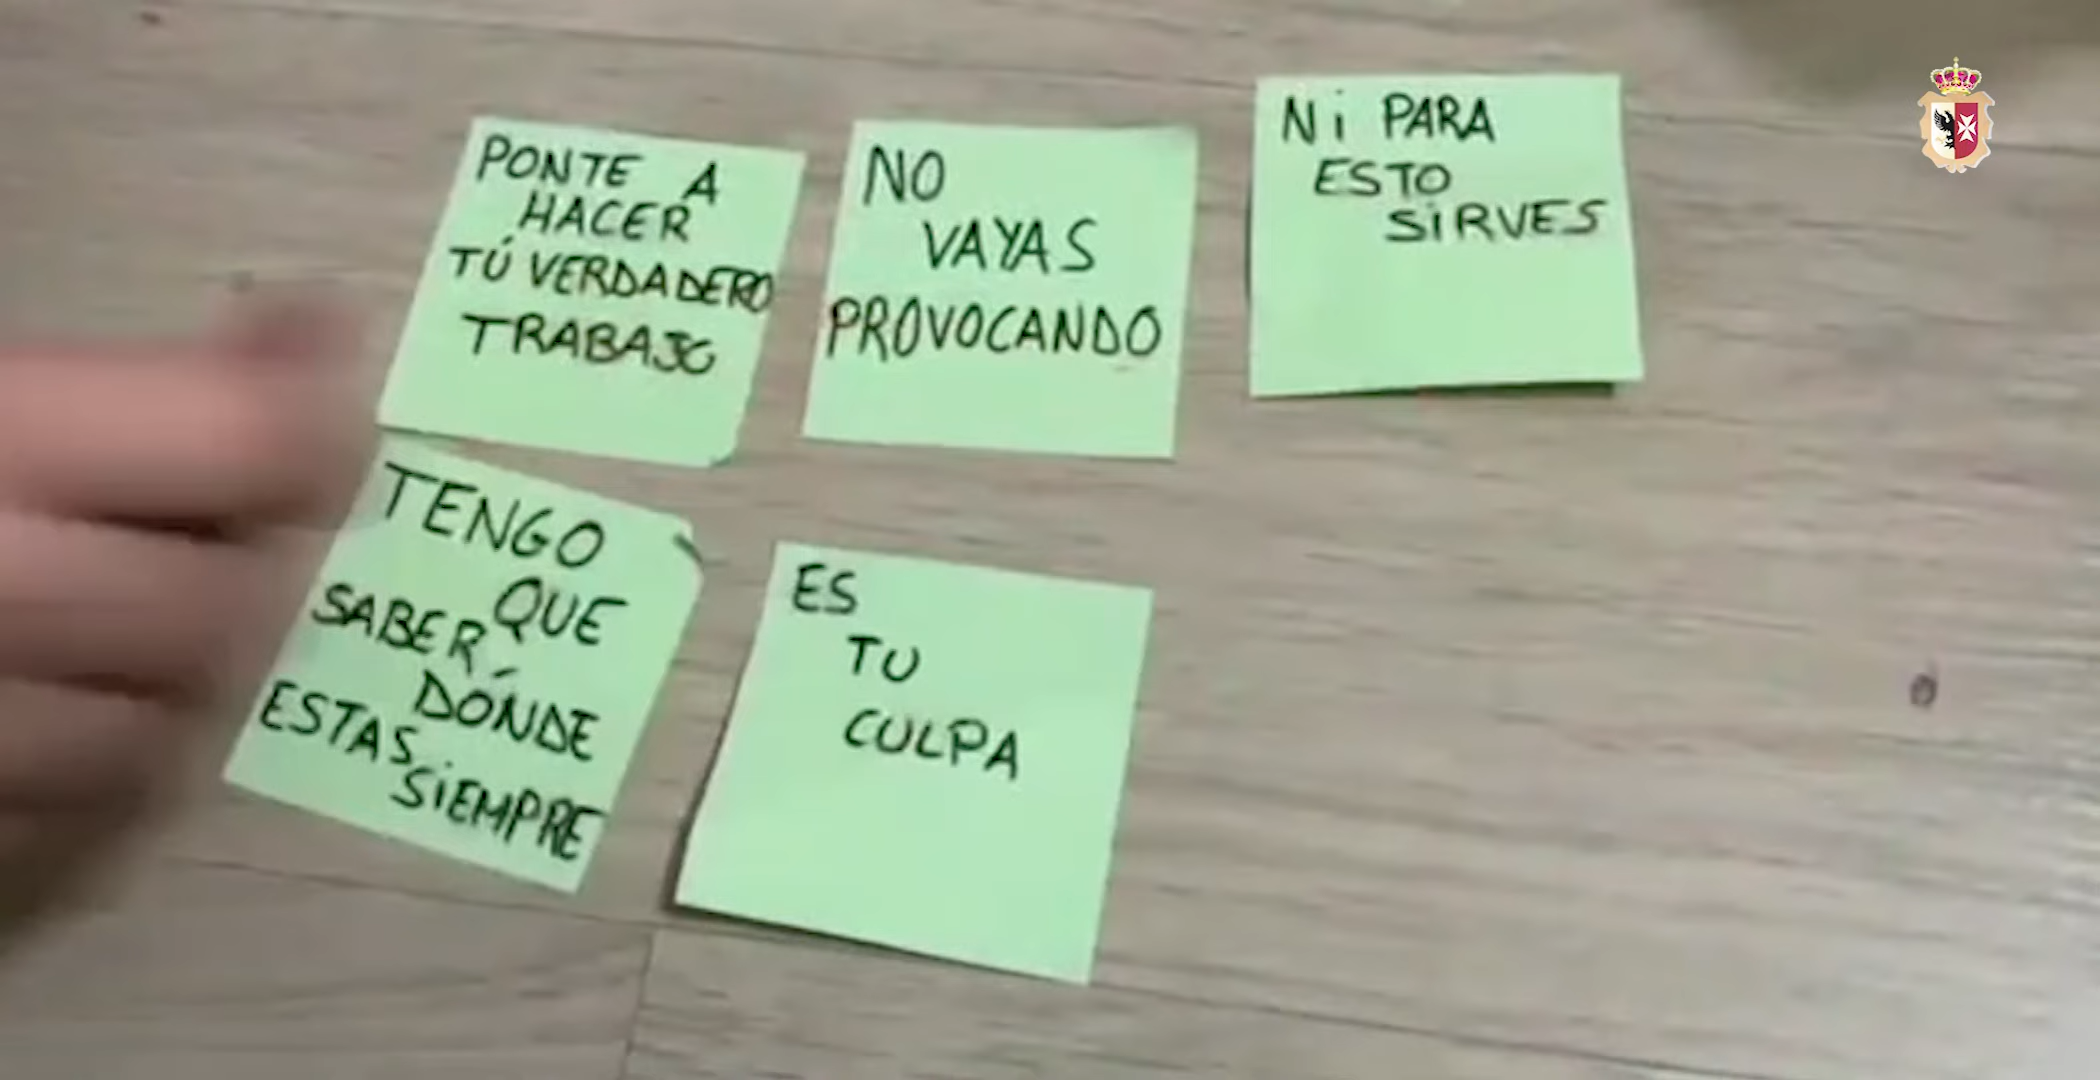 PONTE A
HACER
TÚ VERDADERO
TRABAJO
NO
VAYAS
PROVOCANDO
Ni PARA
ESTO
SiRVES
TENGO
QUE
SABER
DÓNDE
ESTAS
SiEMPRE
ES
TU
CULPA